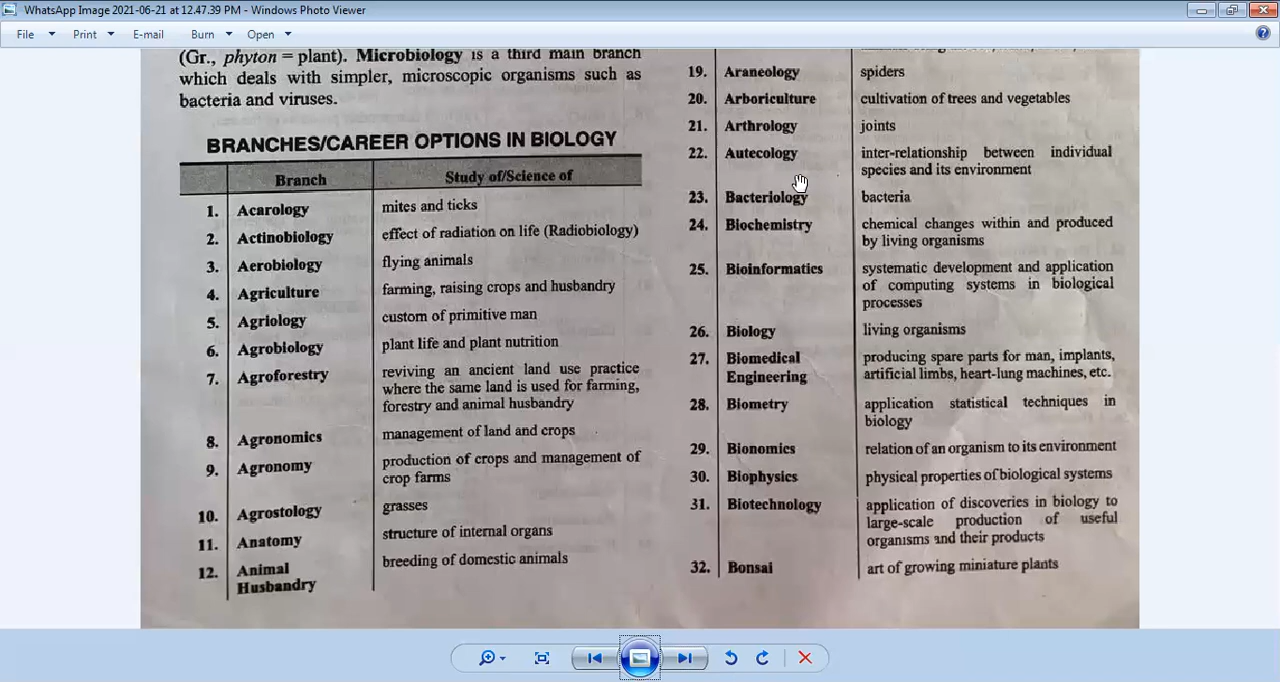 WhatsApp Image 2021-06-21 at 12.47.39 PM - Windows Photo Viewer
File Print E-mail Burn Open
(Gr., phyton = plant). Microbiology is a third main branch
which deals with simpler, microscopic organisms such as
bacteria and viruses.
BRANCHES/CAREER OPTIONS IN BIOLOGY
Branch Study of/Science of
1. Acarology mites and ticks
2. Actinobiology effect of radiation on life (Radiobiology)
3. Aerobiology flying animals
4. Agriculture farming, raising crops and husbandry
5. Agriology custom of primitive man
6. Agrobiology plant life and plant nutrition
7. Agroforestry reviving an ancient land use practice
where the same land is used for farming,
forestry and animal husbandry
8. Agronomics management of land and crops
9. Agronomy production of crops and management of
crop farms
10. Agrostology grasses
11. Anatomy structure of internal organs
12. Animal breeding of domestic animals
Husbandry
19. Araneology spiders
20. Arboriculture cultivation of trees and vegetables
21. Arthrology joints
22. Autecology inter-relationship between individual
species and its environment
23. Bacteriology bacteria
24. Biochemistry chemical changes within and produced
by living organisms
25. Bioinformatics systematic development and application
of computing systems in biological
processes
26. Biology living organisms
27. Biomedical producing spare parts for man, implants,
Engineering artificial limbs, heart-lung machines, etc.
28. Biometry application statistical techniques in
biology
29. Bionomics relation of an organism to its environment
30. Biophysics physical properties of biological systems
31. Biotechnology application of discoveries in biology to
large-scale production of useful
organisms and their products
32. Bonsai art of growing miniature plants